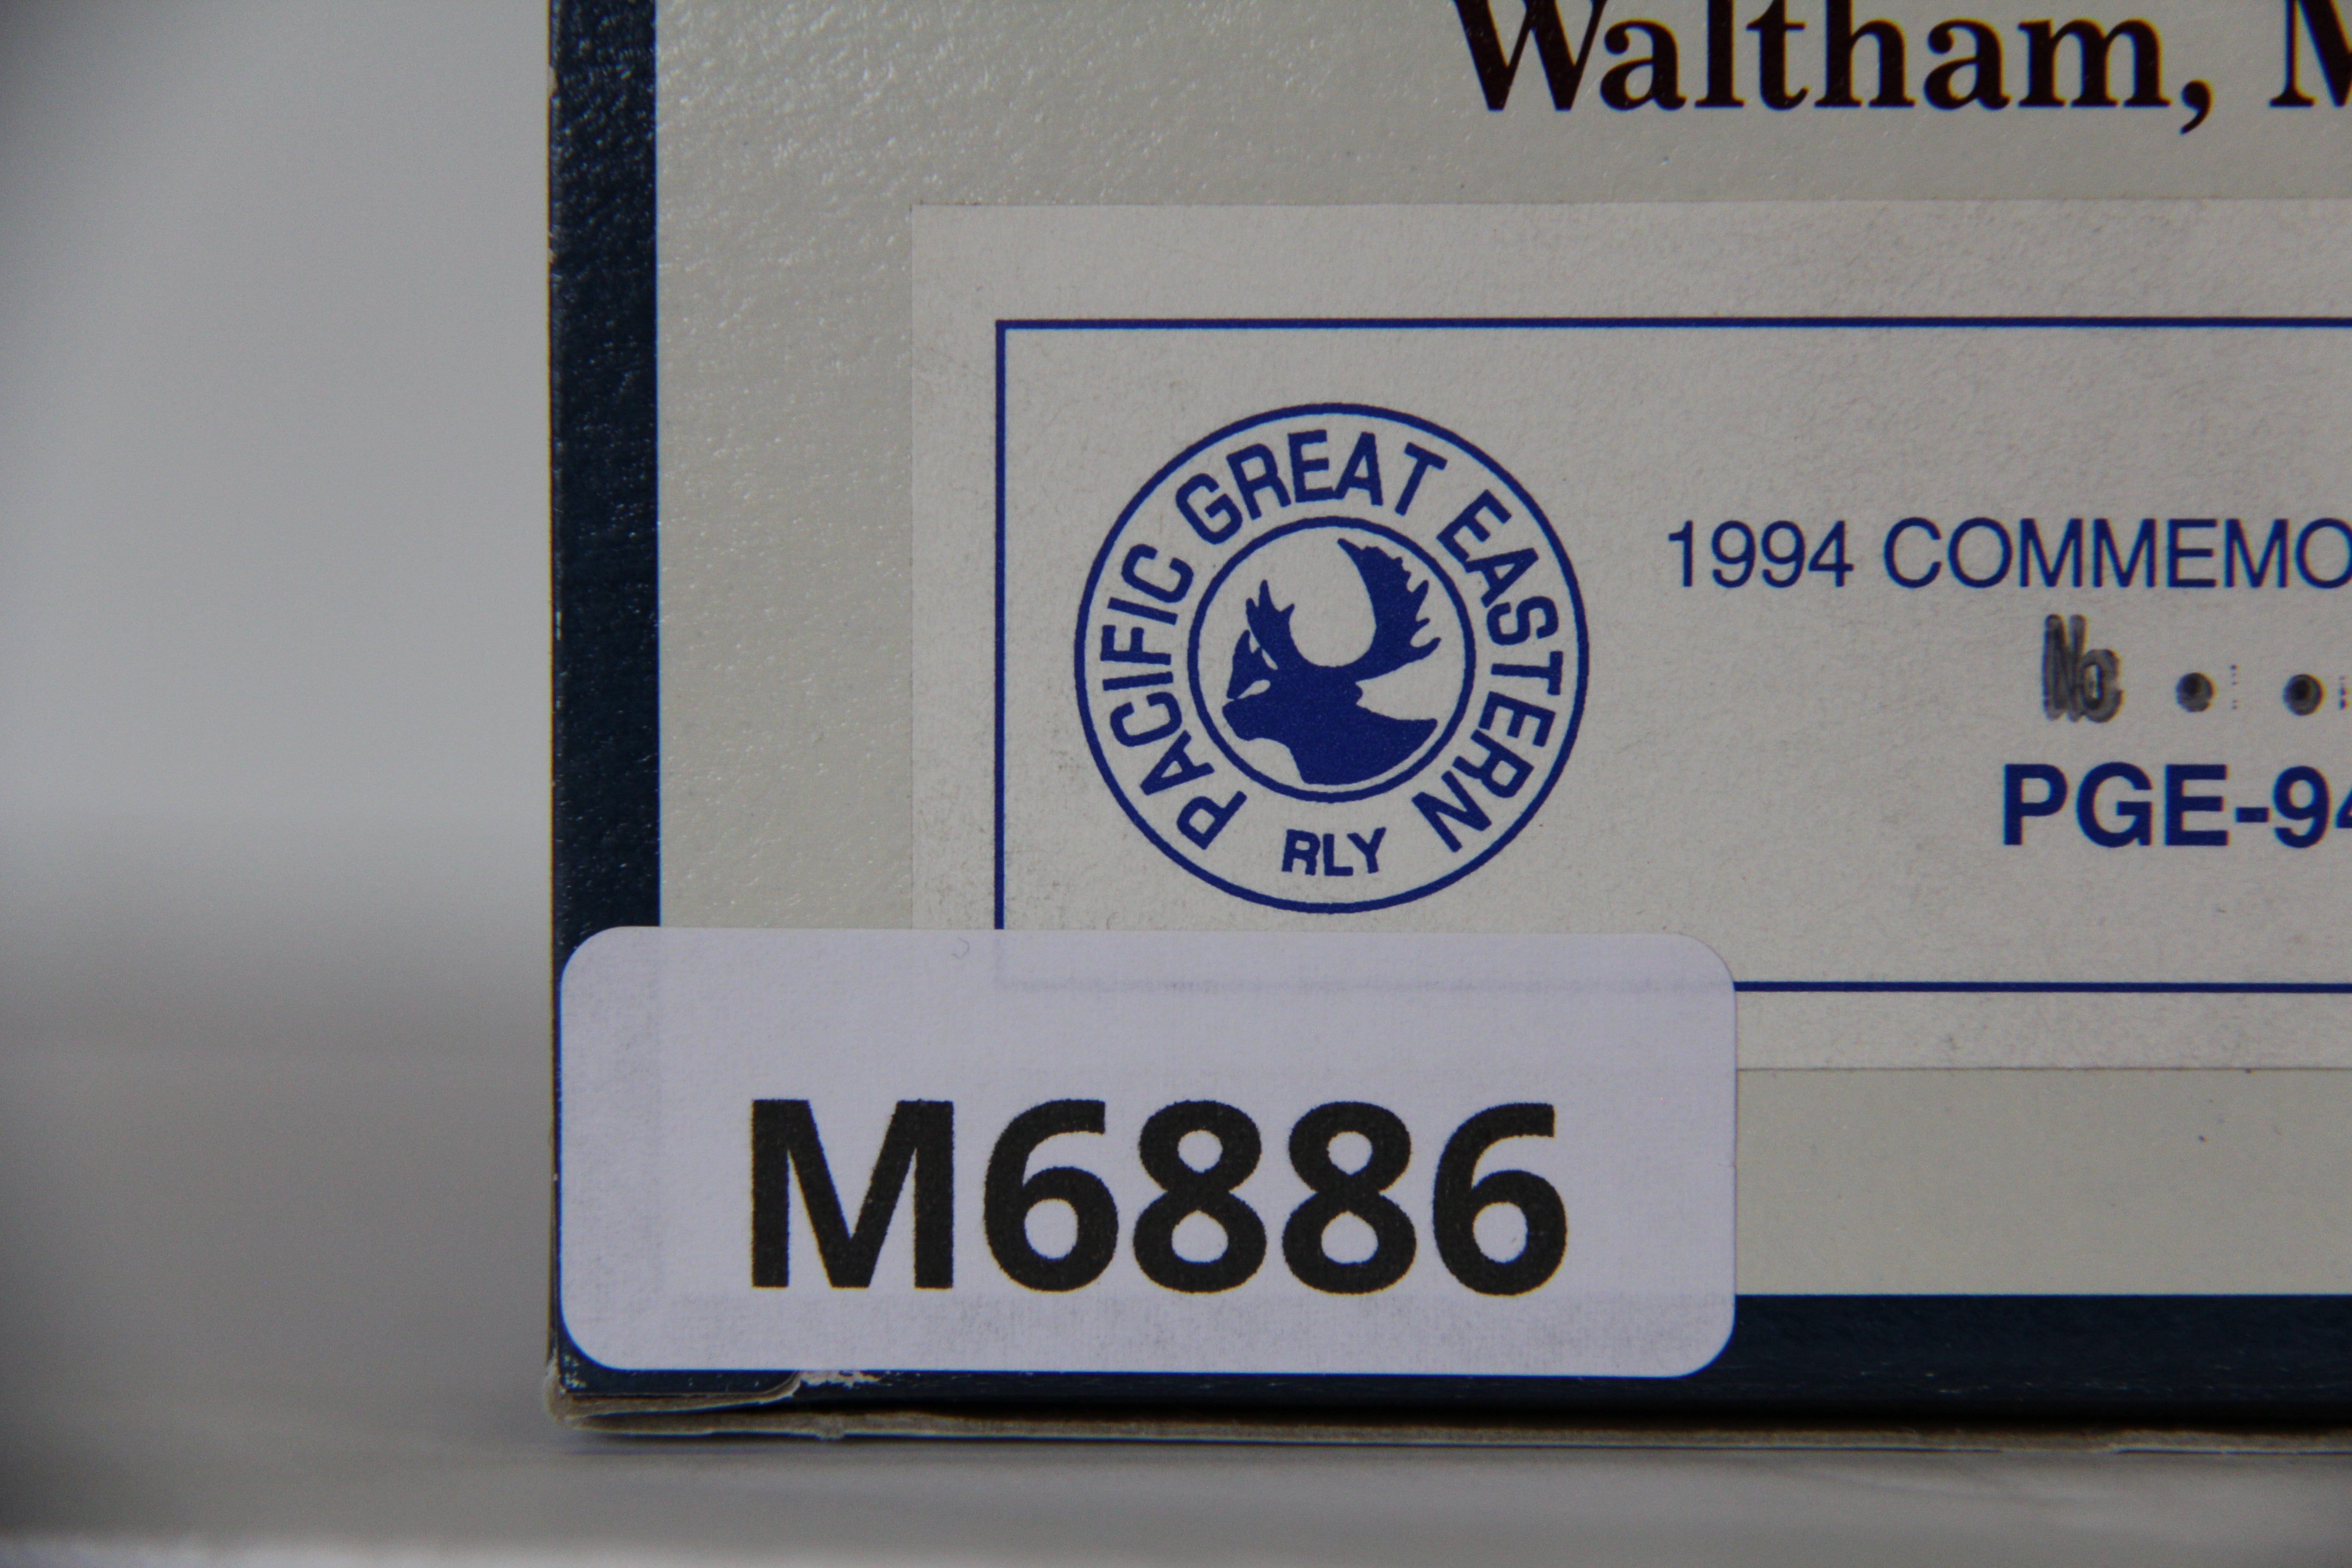 Waltham, M
PACIFIC GREAT EASTERN
RLY
1994 COMMEMO
No . .
PGE-94
M6886